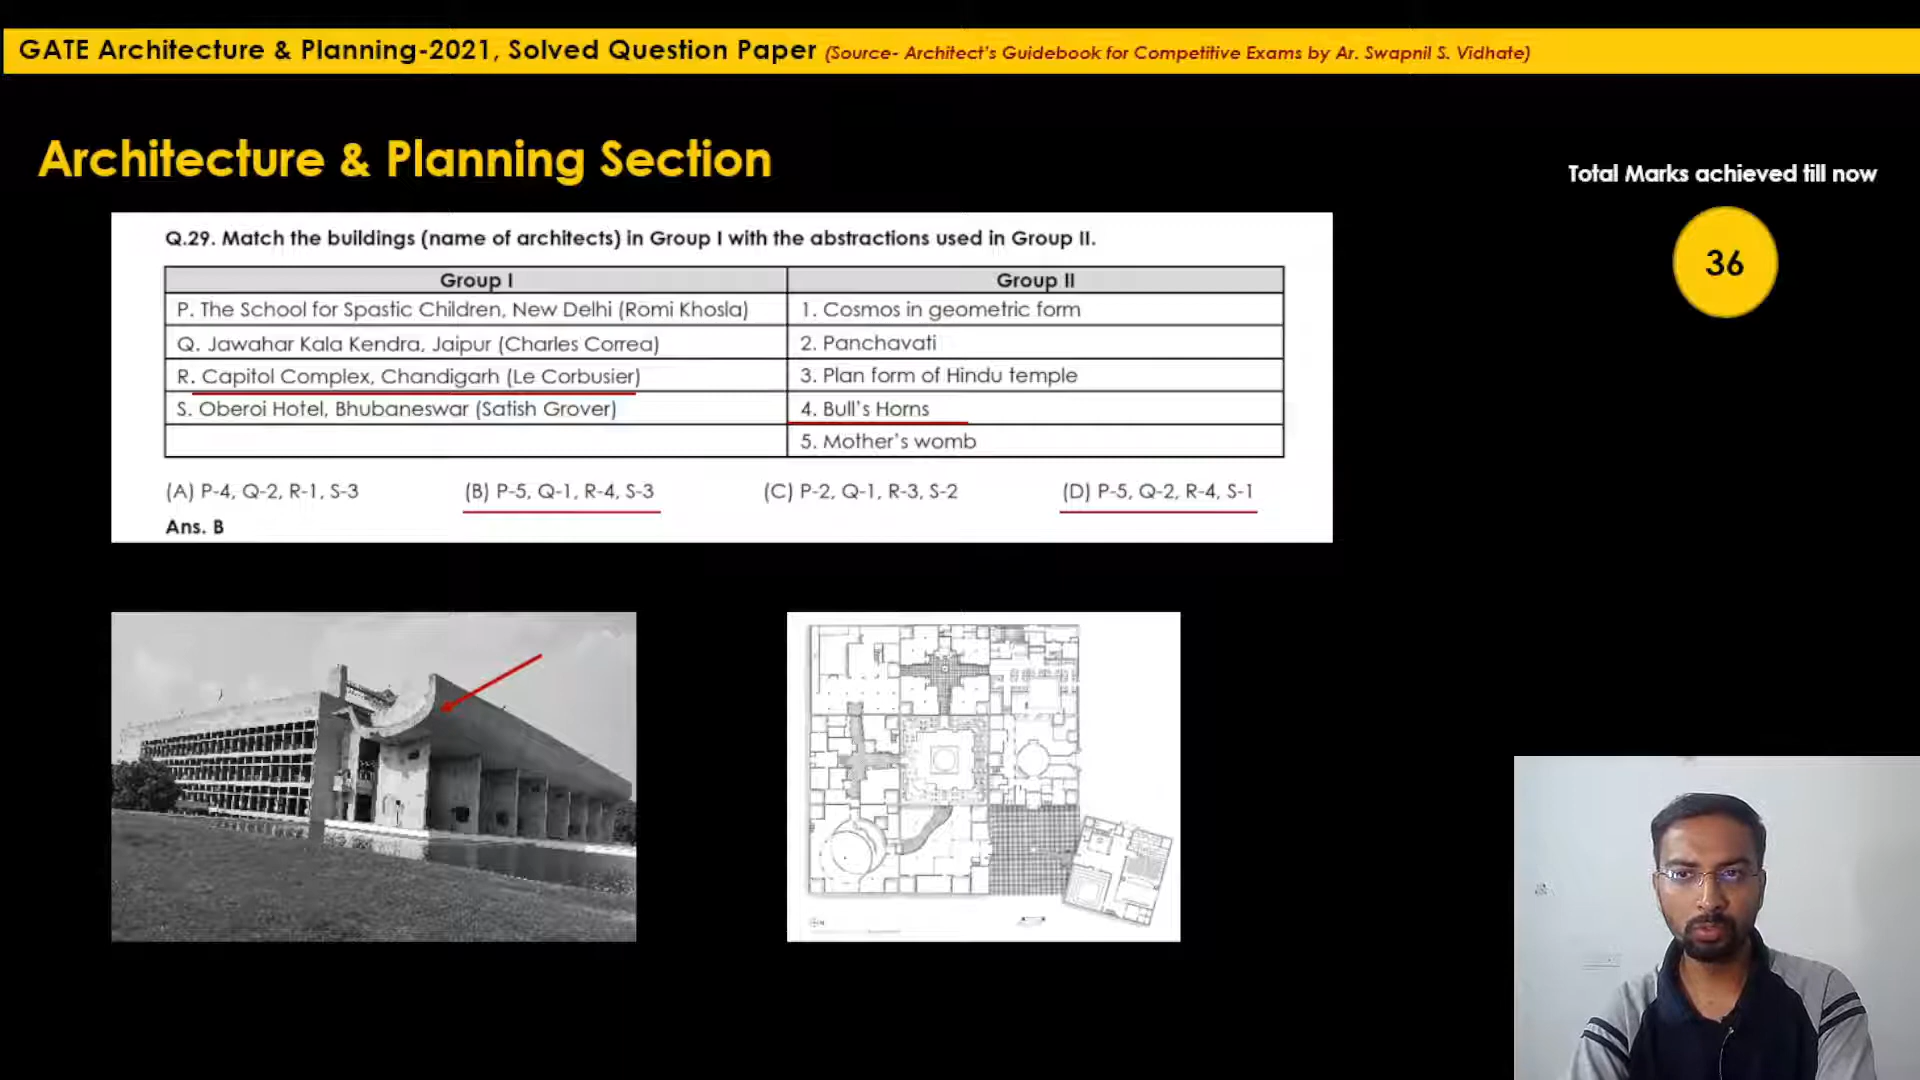 GATE Architecture & Planning-2021, Solved Question Paper (Source- Architect's Guidebook for Competitive Exams by Ar. Swapnil S. Vidhate)
Architecture & Planning Section
Total Marks achieved till now
36
Q.29. Match the buildings (name of architects) in Group I with the abstractions used in Group II.
Group I Group II
P. The School for Spastic Children, New Delhi (Romi Khosla) 1. Cosmos in geometric form
Q. Jawahar Kala Kendra, Jaipur (Charles Correa) 2. Panchavati
R. Capitol Complex, Chandigarh (Le Corbusier) 3. Plan form of Hindu temple
S. Oberoi Hotel, Bhubaneswar (Satish Grover) 4. Bull's Horns
5. Mother's womb
(A) P-4, Q-2, R-1, S-3 (B) P-5, Q-1, R-4, S-3 (C) P-2, Q-1, R-3, S-2 (D) P-5, Q-2, R-4, S-1
Ans. B